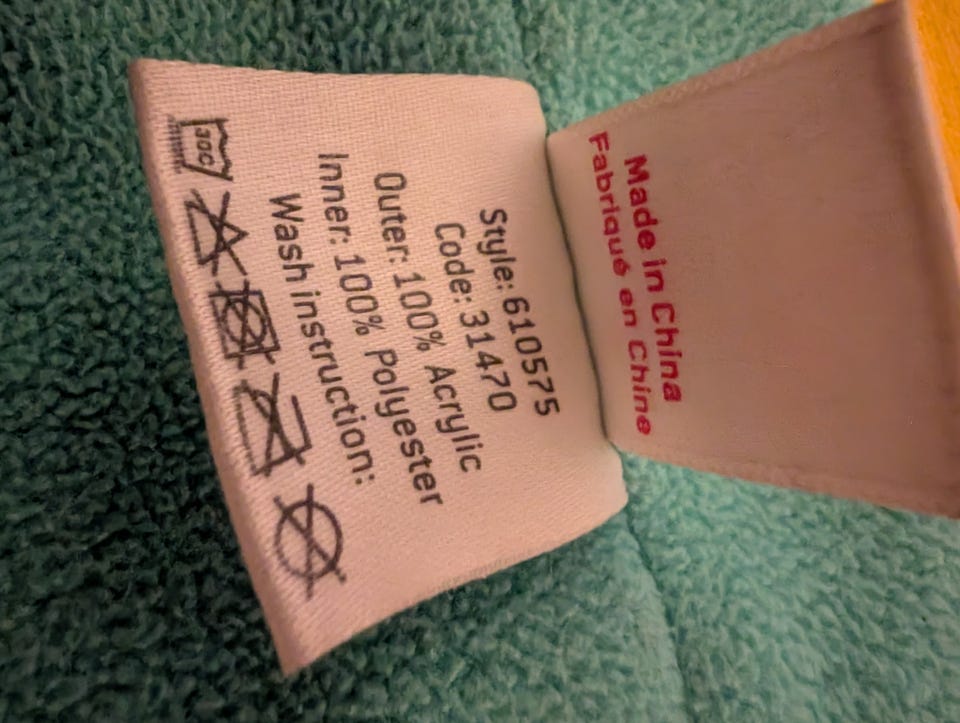 Made in China
Fabriqué en Chine
Style: 610575
Code: 31470
Outer: 100% Acrylic
Inner: 100% Polyester
Wash instruction:
30C